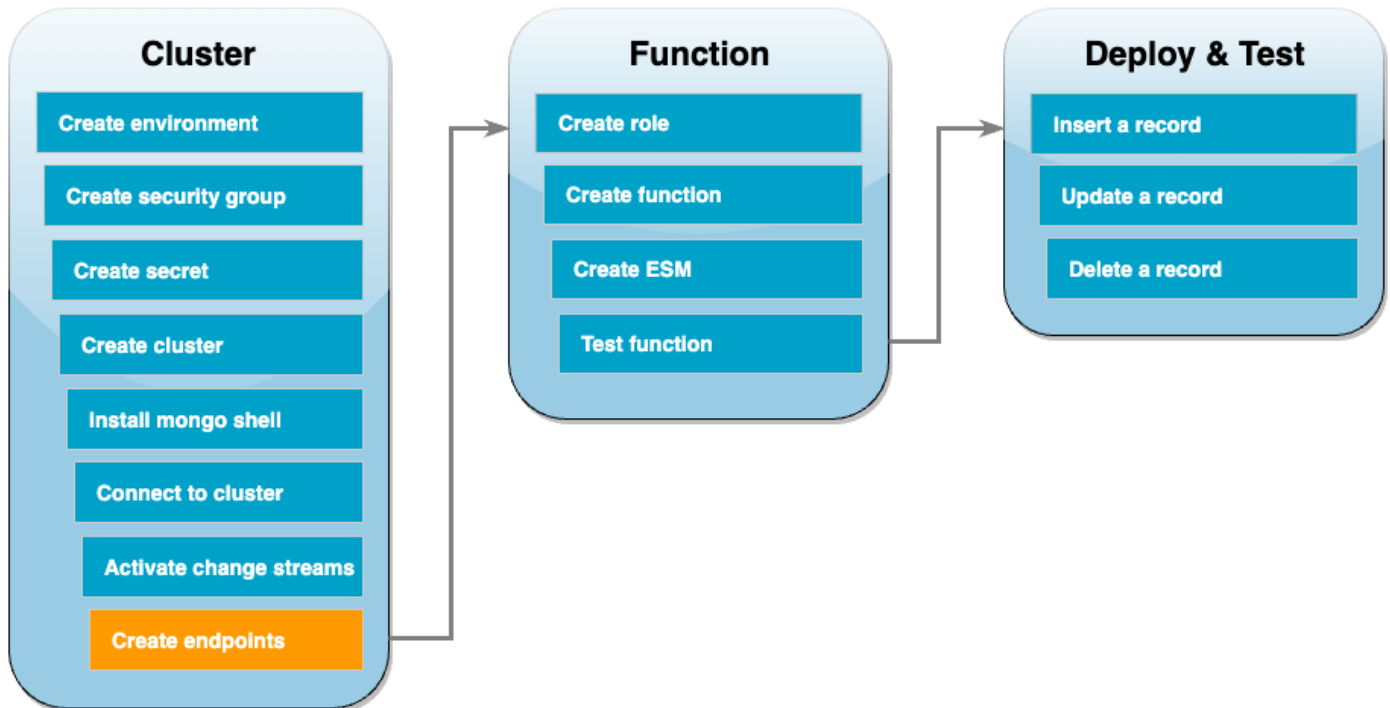 Cluster
Create environment
Create security group
Create secret
Create cluster
Install mongo shell
Connect to cluster
Activate change streams
Create endpoints
Function
Create role
Create function
Create ESM
Test function
Deploy & Test
Insert a record
Update a record
Delete a record